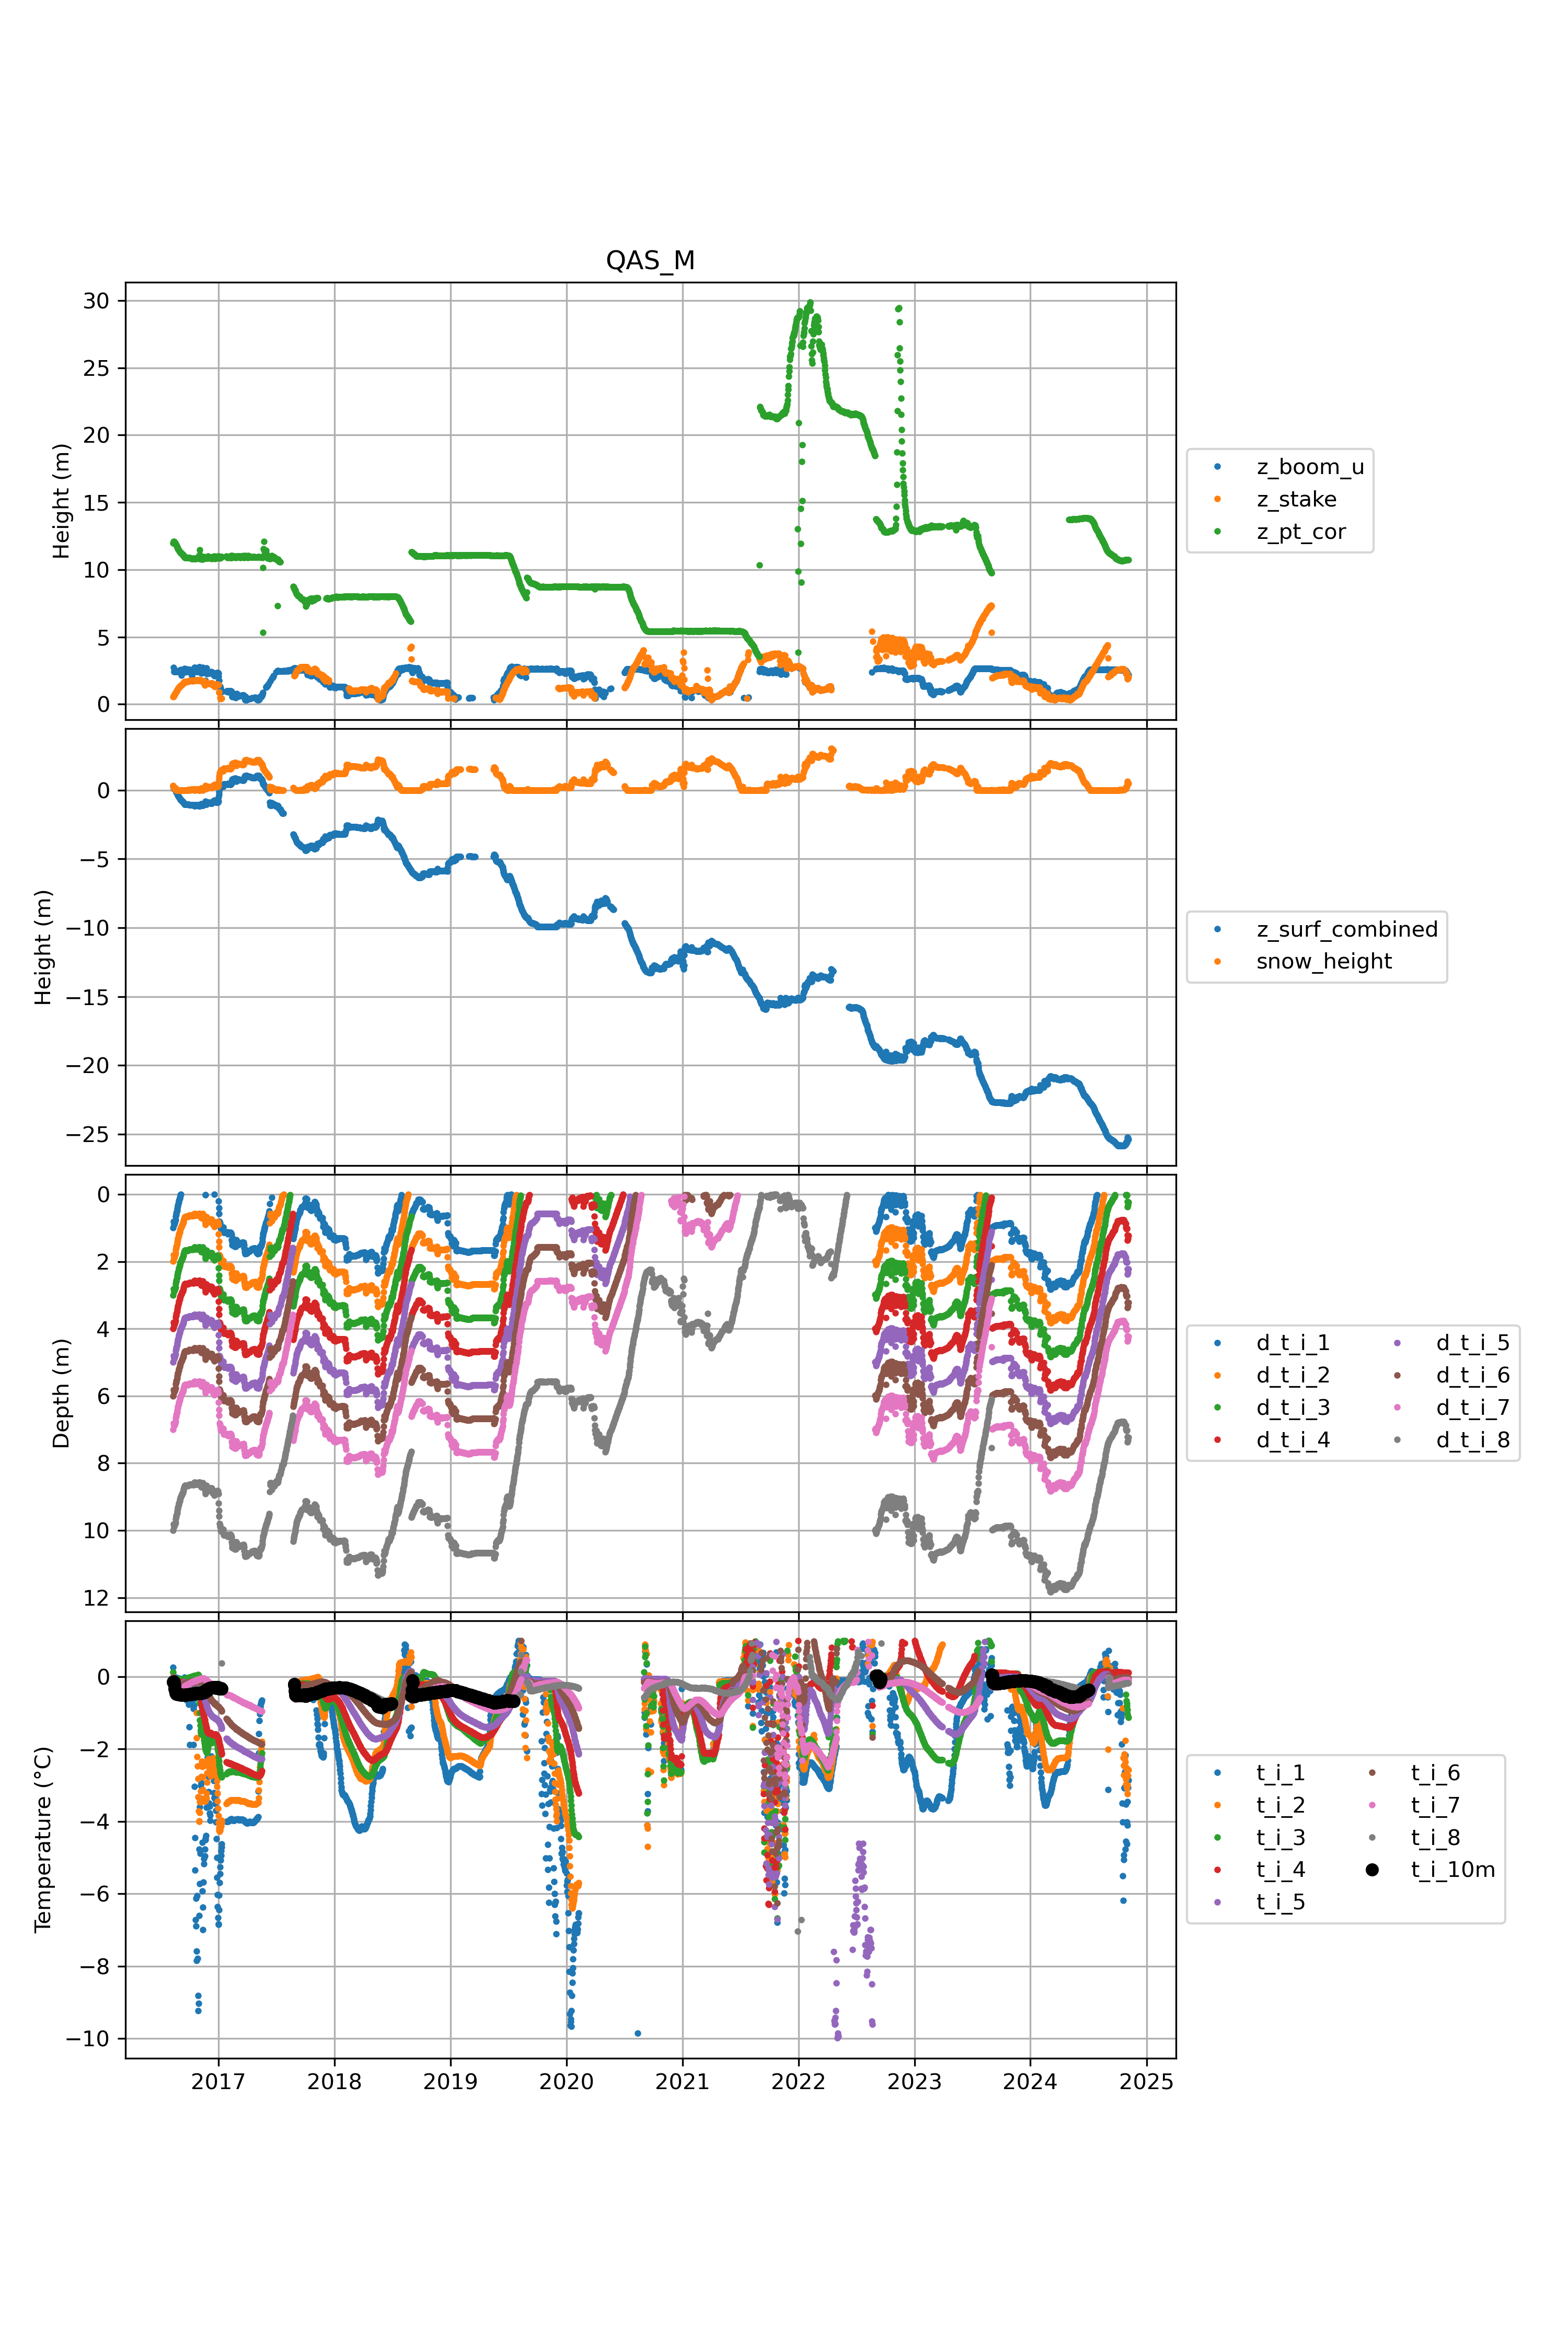 QAS_M
30
25
20
15
10
5
0
Height (m)
z_boom_u
z_stake
z_pt_cor
0
−5
−10
−15
−20
−25
Height (m)
z_surf_combined
snow_height
0
2
4
6
8
10
12
Depth (m)
d_t_i_1 d_t_i_5
d_t_i_2 d_t_i_6
d_t_i_3 d_t_i_7
d_t_i_4 d_t_i_8
0
−2
−4
−6
−8
−10
Temperature (°C)
t_i_1 t_i_6
t_i_2 t_i_7
t_i_3 t_i_8
t_i_4 t_i_10m
t_i_5
2017 2018 2019 2020 2021 2022 2023 2024 2025